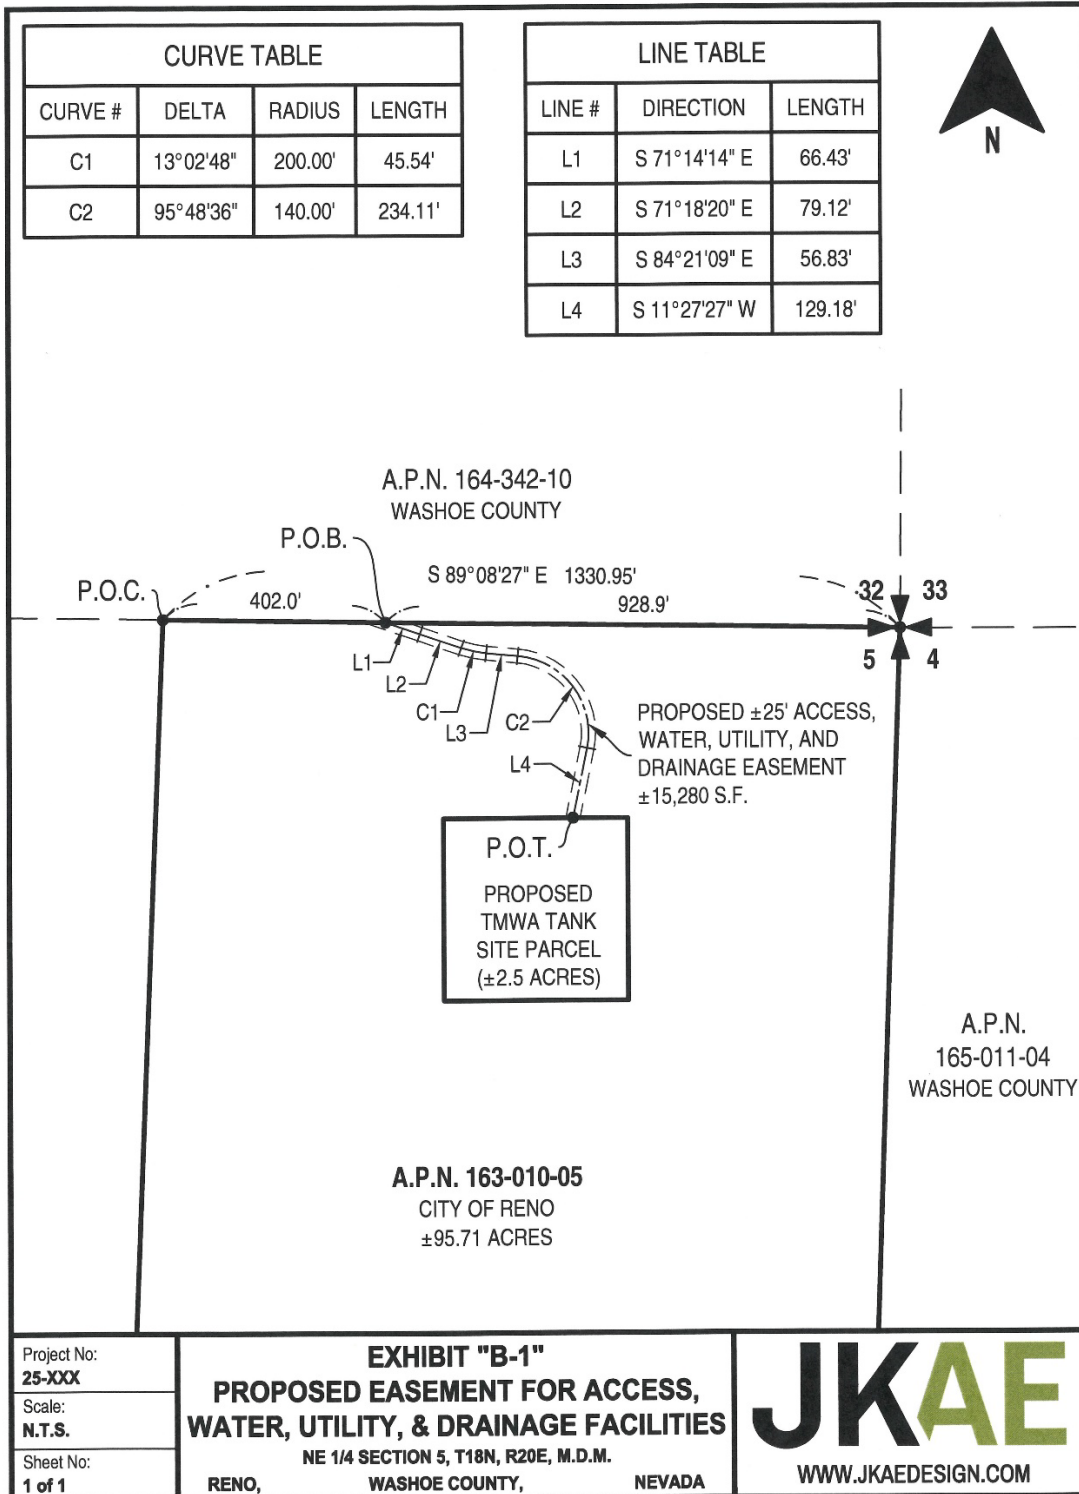 CURVE TABLE
CURVE # DELTA RADIUS LENGTH
C1 13°02'48" 200.00' 45.54'
C2 95°48'36" 140.00' 234.11'
LINE TABLE
LINE # DIRECTION LENGTH
L1 S 71°14'14" E 66.43'
L2 S 71°18'20" E 79.12'
L3 S 84°21'09" E 56.83'
L4 S 11°27'27" W 129.18'
N
A.P.N. 164-342-10
WASHOE COUNTY
P.O.B.
P.O.C.
S 89°08'27" E 1330.95'
402.0'
928.9'
32 33
5 4
L1
L2
C1
L3
C2
L4
PROPOSED ±25' ACCESS,
WATER, UTILITY, AND
DRAINAGE EASEMENT
±15,280 S.F.
P.O.T.
PROPOSED
TMWA TANK
SITE PARCEL
(±2.5 ACRES)
A.P.N.
165-011-04
WASHOE COUNTY
A.P.N. 163-010-05
CITY OF RENO
±95.71 ACRES
Project No:
25-XXX
Scale:
N.T.S.
Sheet No:
1 of 1
EXHIBIT "B-1"
PROPOSED EASEMENT FOR ACCESS,
WATER, UTILITY, & DRAINAGE FACILITIES
NE 1/4 SECTION 5, T18N, R20E, M.D.M.
RENO, WASHOE COUNTY, NEVADA
JKAE
WWW.JKAEDESIGN.COM